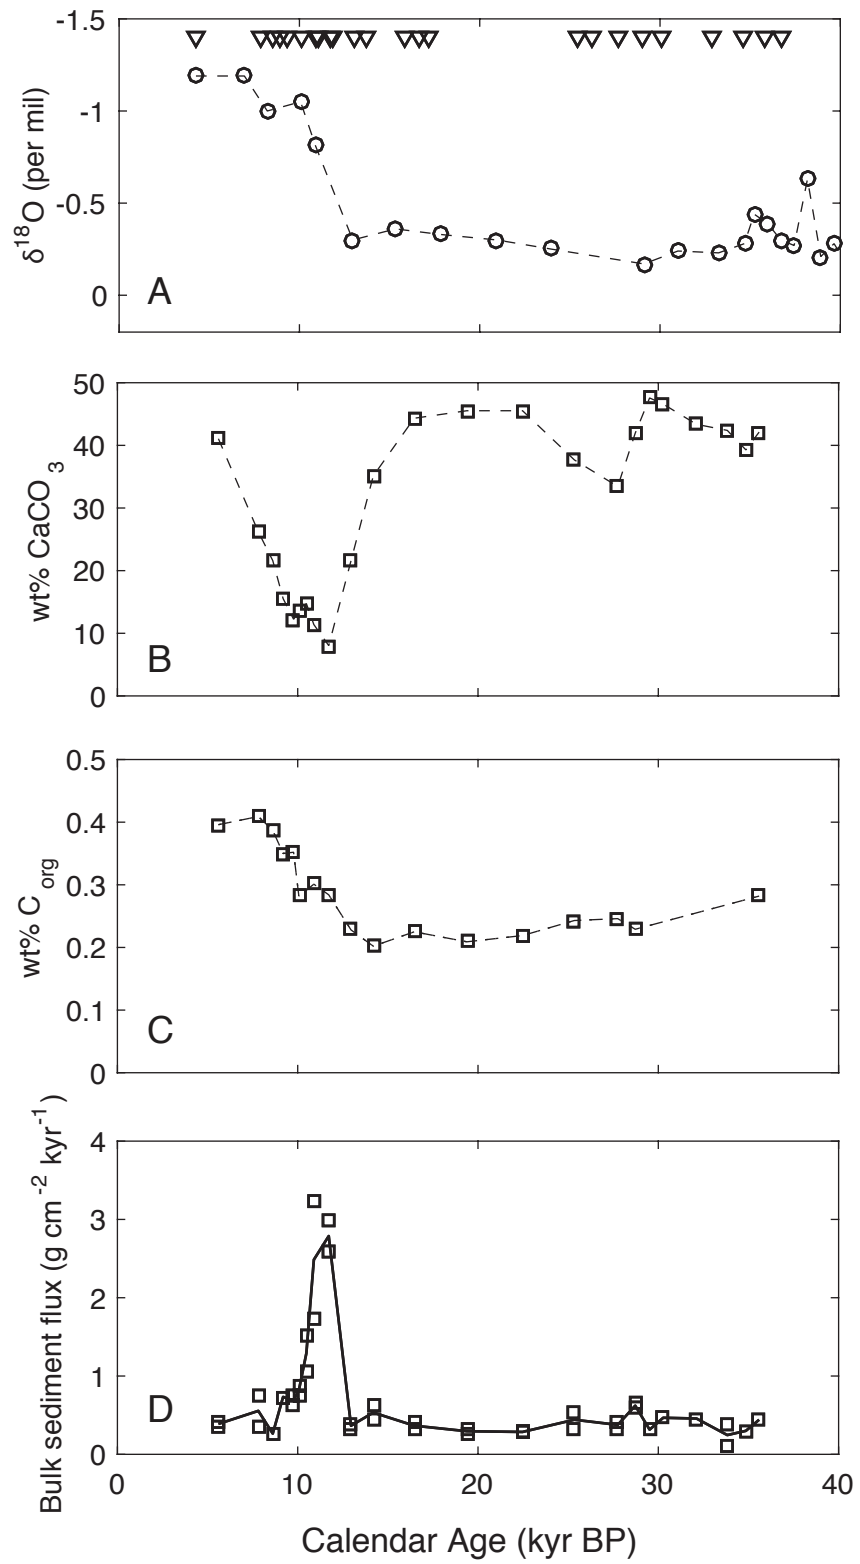 -1.5
-1
-0.5
0
δ18O (per mil)
A
50
40
30
20
10
0
wt% CaCO3
B
0.5
0.4
0.3
0.2
0.1
0
wt% Corg
C
4
3
2
1
0
Bulk sediment flux (g cm-2 kyr-1)
D
0 10 20 30 40
Calendar Age (kyr BP)